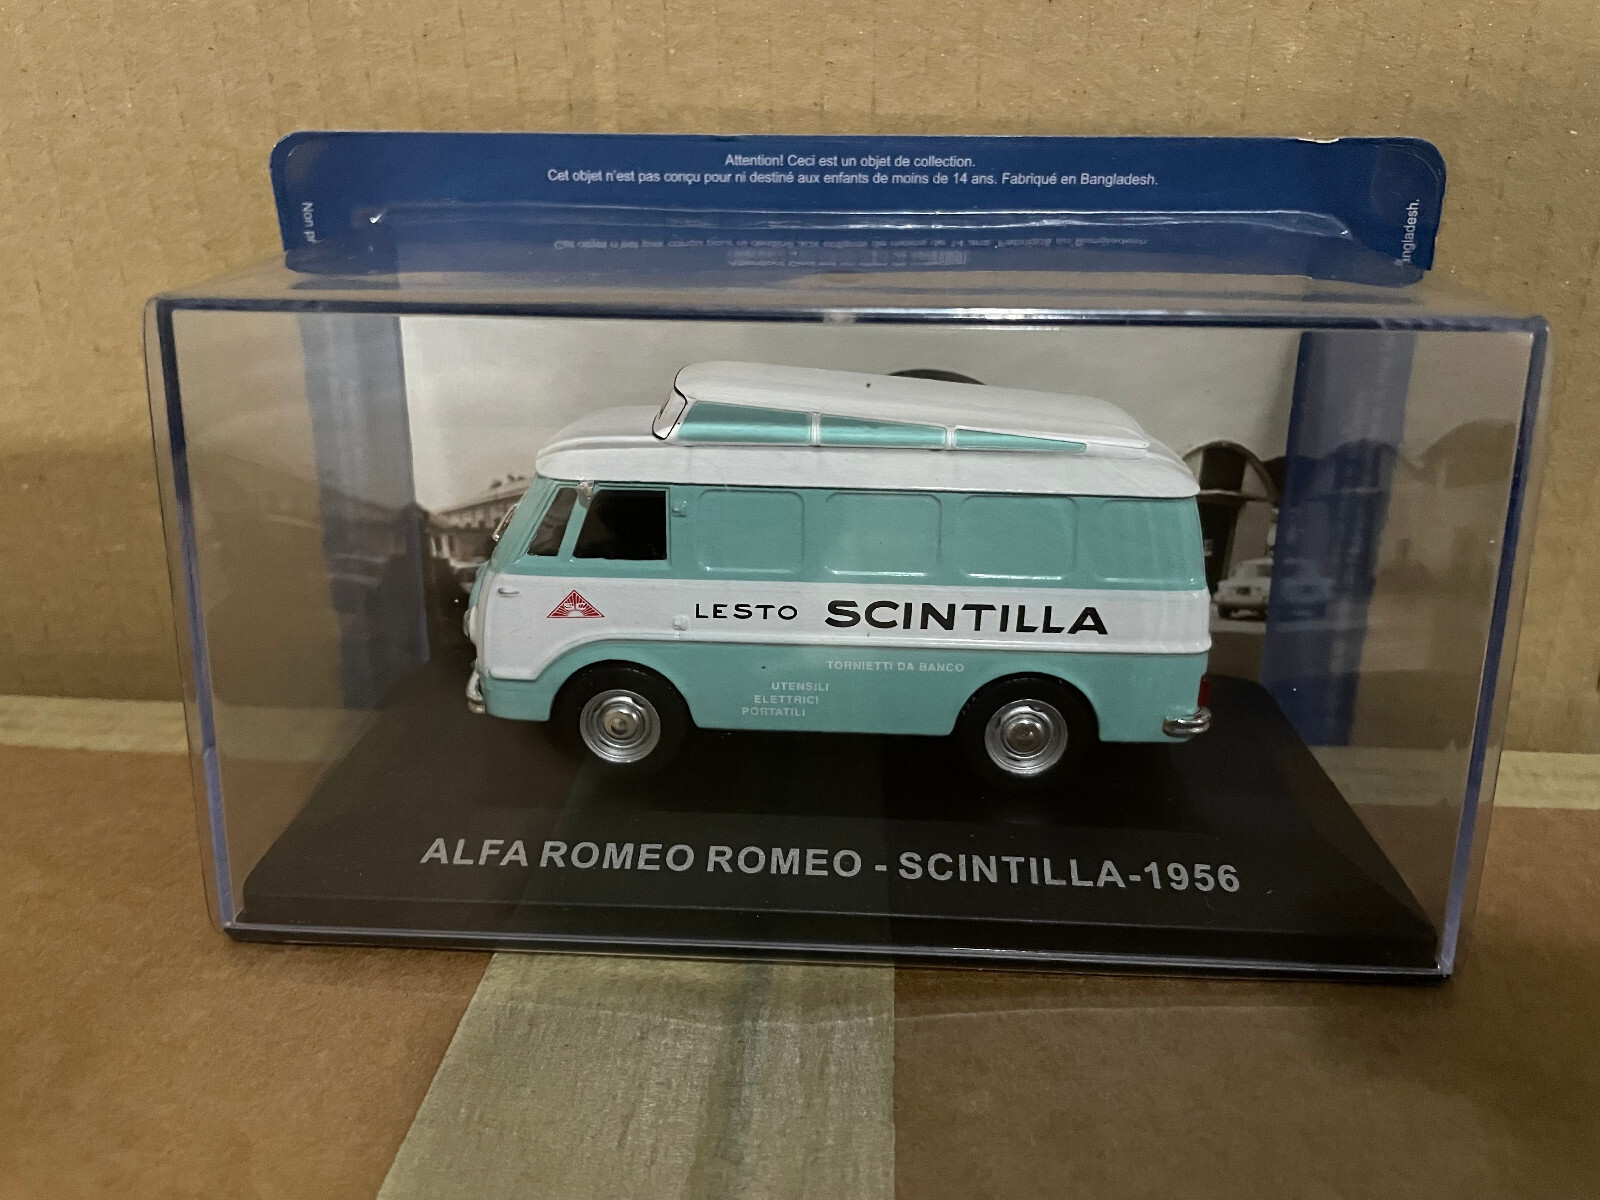 Attention! Ceci est un objet de collection.
Cet objet n'est pas conçu pour ni destiné aux enfants de moins de 14 ans. Fabriqué en Bangladesh.
Non
SC
LESTO SCINTILLA
TORNIETTI DA BANCO
UTENSILI
ELETTRICI
PORTATILI
ALFA ROMEO ROMEO - SCINTILLA-1956